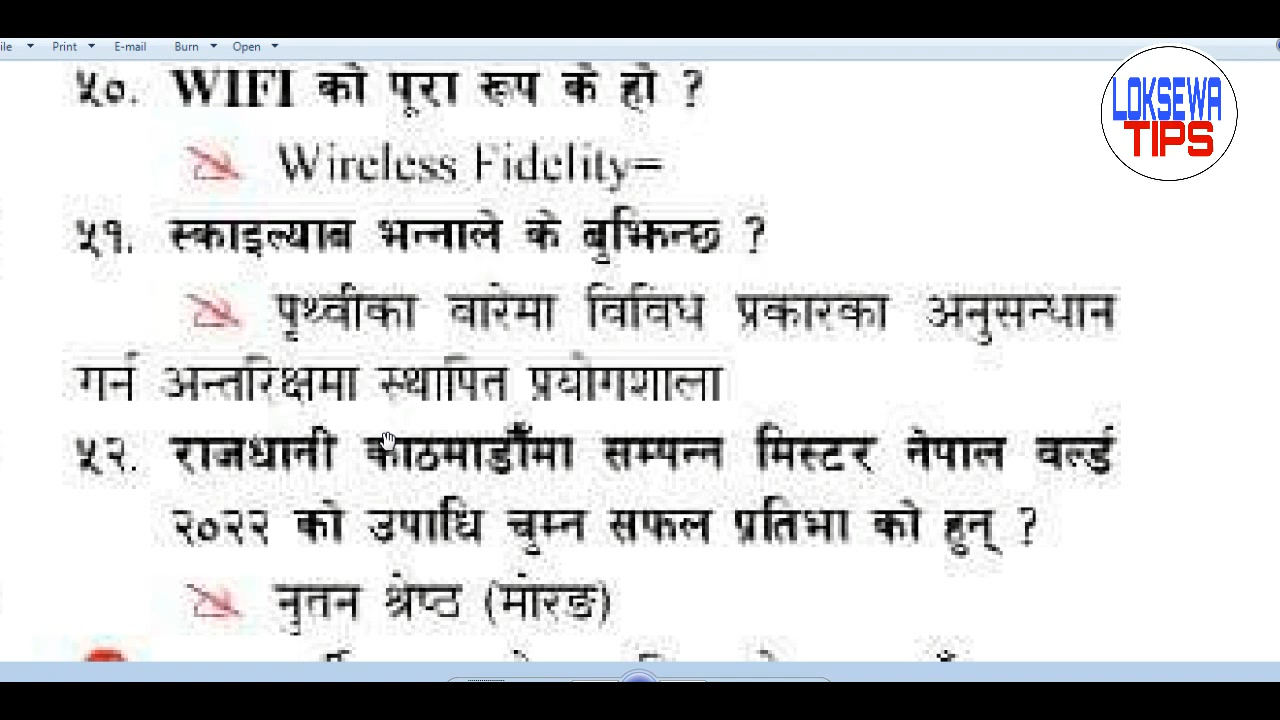 ile Print E-mail Burn Open
LOKSEWA
TIPS
५०. WIFI को पूरा रूप के हो ?
Wireless Fidelity=
५१. स्काइल्याब भन्नाले के बुझिन्छ ?
पृथ्वीका वारेमा विविध प्रकारका अनुसन्धान
गर्न अन्तरिक्षमा स्थापित प्रयोगशाला
५२. राजधानी काठमाडौँमा सम्पन्न मिस्टर नेपाल वर्ल्ड
२०२२ को उपाधि चुम्न सफल प्रतिभा को हुन् ?
नुतन श्रेष्ठ (मोरङ)